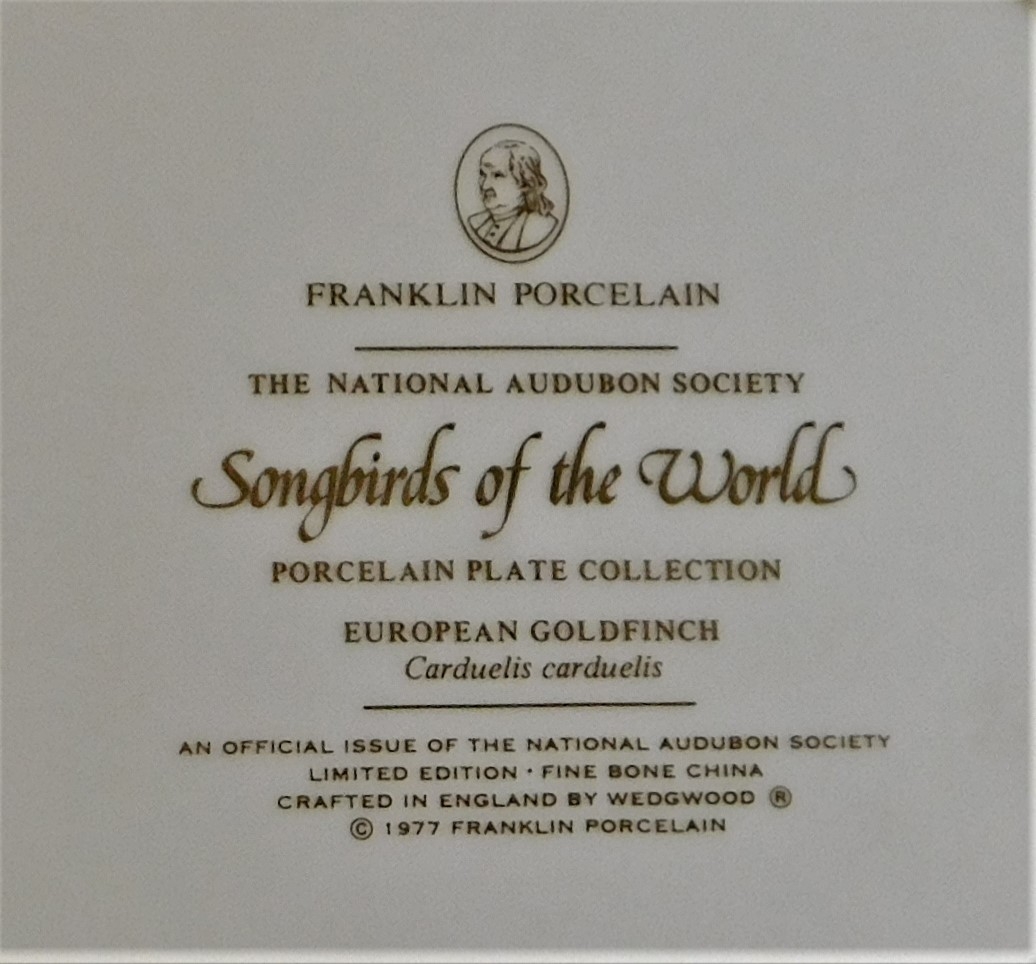 FRANKLIN PORCELAIN
THE NATIONAL AUDUBON SOCIETY
Songbirds of the World
PORCELAIN PLATE COLLECTION
EUROPEAN GOLDFINCH
Carduelis carduelis
AN OFFICIAL ISSUE OF THE NATIONAL AUDUBON SOCIETY
LIMITED EDITION · FINE BONE CHINA
CRAFTED IN ENGLAND BY WEDGWOOD ®
© 1977 FRANKLIN PORCELAIN